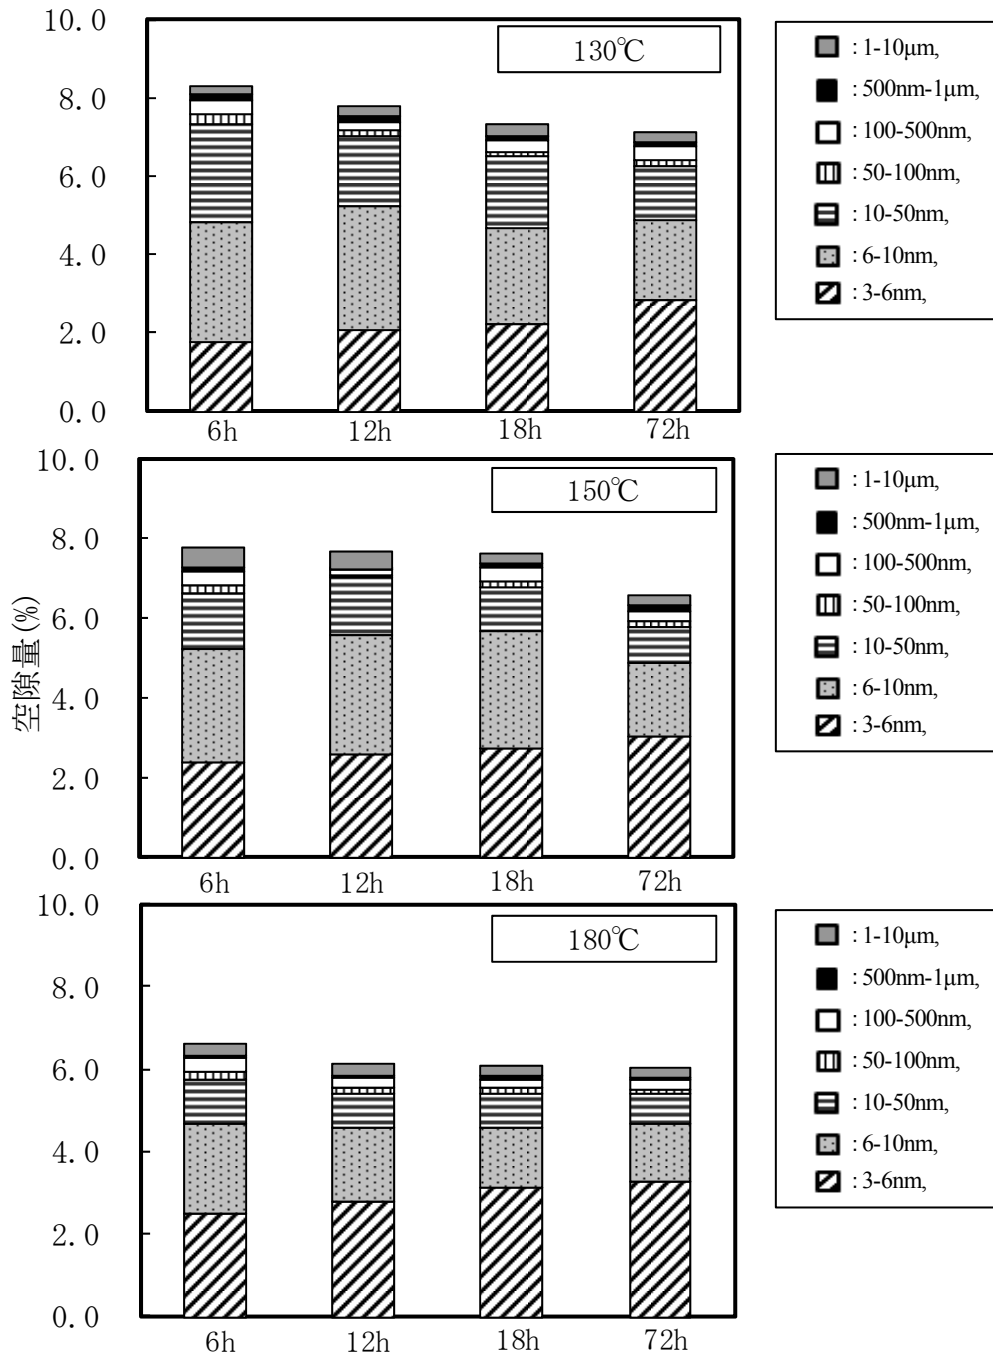 10.0
8.0
6.0
4.0
2.0
0.0
130℃
6h 12h 18h 72h
: 1-10μm,
: 500nm-1μm,
: 100-500nm,
: 50-100nm,
: 10-50nm,
: 6-10nm,
: 3-6nm,
空隙量(%)
10.0
8.0
6.0
4.0
2.0
0.0
150℃
6h 12h 18h 72h
: 1-10μm,
: 500nm-1μm,
: 100-500nm,
: 50-100nm,
: 10-50nm,
: 6-10nm,
: 3-6nm,
10.0
8.0
6.0
4.0
2.0
0.0
180℃
6h 12h 18h 72h
: 1-10μm,
: 500nm-1μm,
: 100-500nm,
: 50-100nm,
: 10-50nm,
: 6-10nm,
: 3-6nm,